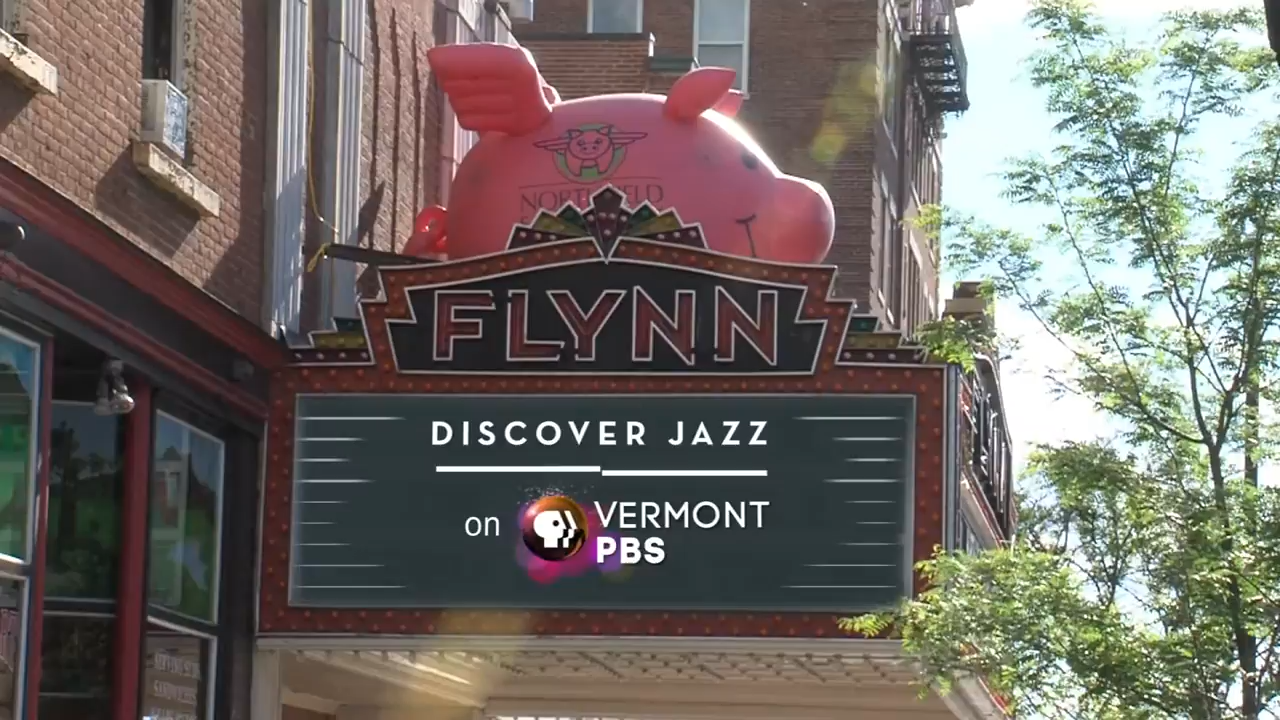 NORTHFIELD
FLYNN
DISCOVER JAZZ
on VERMONT
PBS